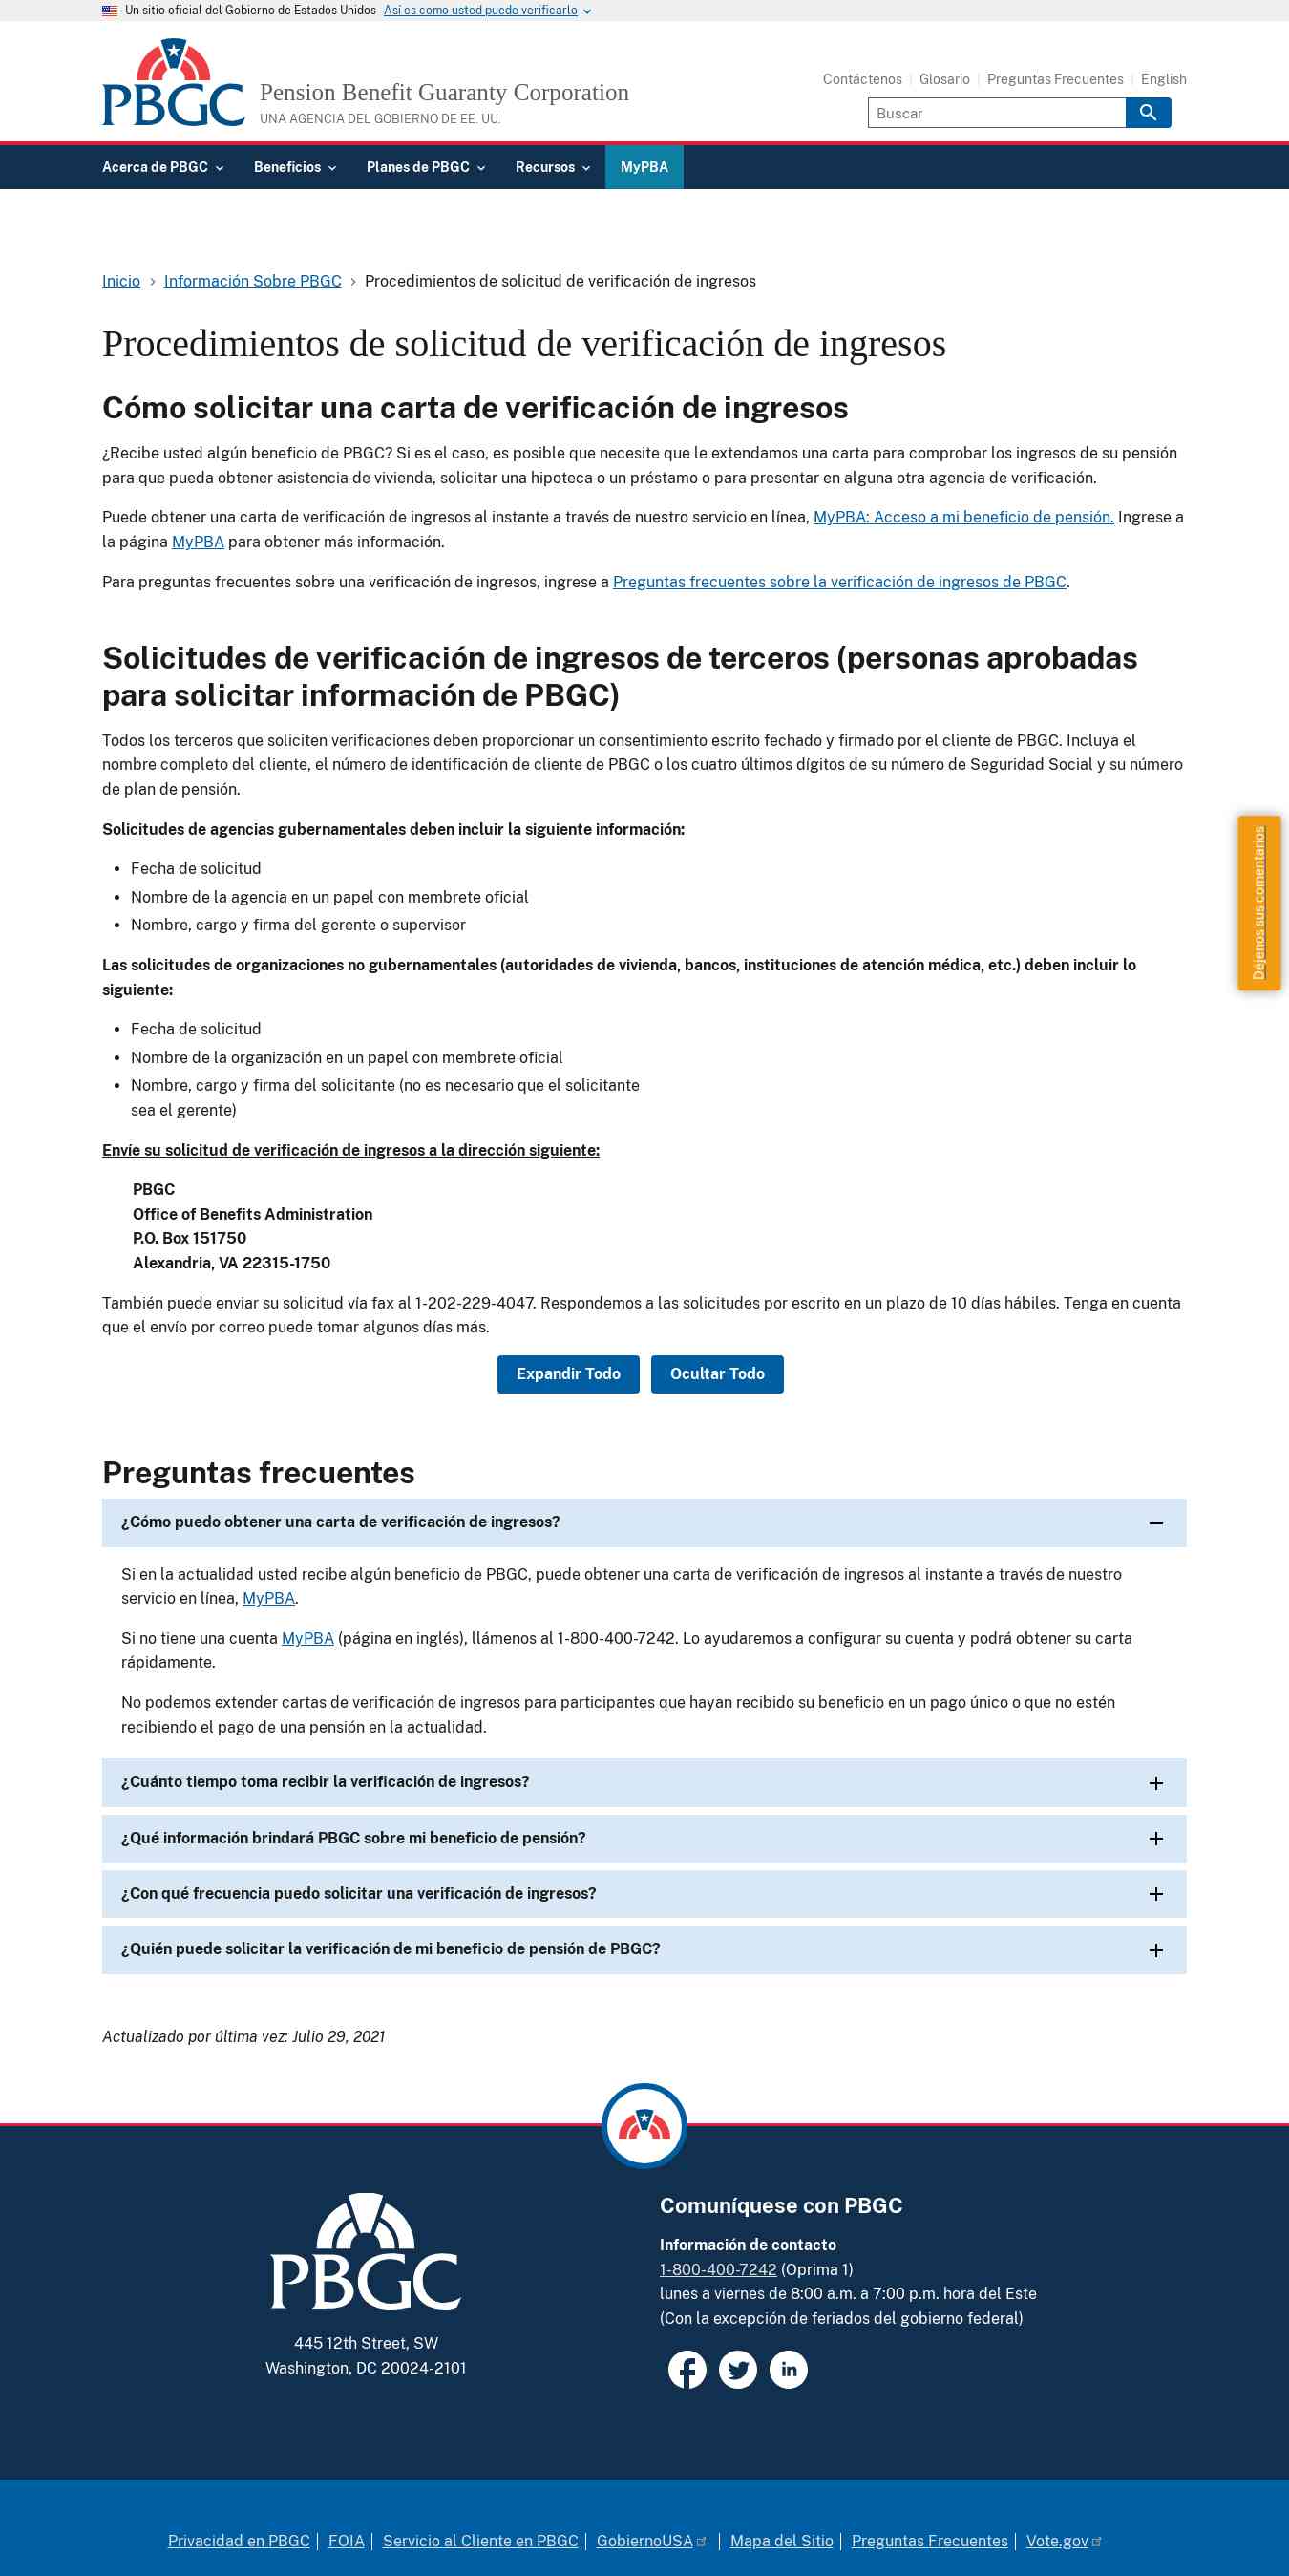 Un sitio oficial del Gobierno de Estados Unidos Así es como usted puede verificarlo
PBGC
Pension Benefit Guaranty Corporation
UNA AGENCIA DEL GOBIERNO DE EE. UU.
Contáctenos | Glosario | Preguntas Frecuentes | English
Buscar
Acerca de PBGC Beneficios Planes de PBGC Recursos MyPBA
Inicio > Información Sobre PBGC > Procedimientos de solicitud de verificación de ingresos
Procedimientos de solicitud de verificación de ingresos
Cómo solicitar una carta de verificación de ingresos
¿Recibe usted algún beneficio de PBGC? Si es el caso, es posible que necesite que le extendamos una carta para comprobar los ingresos de su pensión
para que pueda obtener asistencia de vivienda, solicitar una hipoteca o un préstamo o para presentar en alguna otra agencia de verificación.
Puede obtener una carta de verificación de ingresos al instante a través de nuestro servicio en línea, MyPBA: Acceso a mi beneficio de pensión. Ingrese a
la página MyPBA para obtener más información.
Para preguntas frecuentes sobre una verificación de ingresos, ingrese a Preguntas frecuentes sobre la verificación de ingresos de PBGC.
Solicitudes de verificación de ingresos de terceros (personas aprobadas
para solicitar información de PBGC)
Todos los terceros que soliciten verificaciones deben proporcionar un consentimiento escrito fechado y firmado por el cliente de PBGC. Incluya el
nombre completo del cliente, el número de identificación de cliente de PBGC o los cuatro últimos dígitos de su número de Seguridad Social y su número
de plan de pensión.
Solicitudes de agencias gubernamentales deben incluir la siguiente información:
• Fecha de solicitud
• Nombre de la agencia en un papel con membrete oficial
• Nombre, cargo y firma del gerente o supervisor
Las solicitudes de organizaciones no gubernamentales (autoridades de vivienda, bancos, instituciones de atención médica, etc.) deben incluir lo
siguiente:
• Fecha de solicitud
• Nombre de la organización en un papel con membrete oficial
• Nombre, cargo y firma del solicitante (no es necesario que el solicitante
sea el gerente)
Envíe su solicitud de verificación de ingresos a la dirección siguiente:
PBGC
Office of Benefits Administration
P.O. Box 151750
Alexandria, VA 22315-1750
También puede enviar su solicitud vía fax al 1-202-229-4047. Respondemos a las solicitudes por escrito en un plazo de 10 días hábiles. Tenga en cuenta
que el envío por correo puede tomar algunos días más.
Expandir Todo Ocultar Todo
Déjenos sus comentarios
Preguntas frecuentes
¿Cómo puedo obtener una carta de verificación de ingresos?
Si en la actualidad usted recibe algún beneficio de PBGC, puede obtener una carta de verificación de ingresos al instante a través de nuestro
servicio en línea, MyPBA.
Si no tiene una cuenta MyPBA (página en inglés), llámenos al 1-800-400-7242. Lo ayudaremos a configurar su cuenta y podrá obtener su carta
rápidamente.
No podemos extender cartas de verificación de ingresos para participantes que hayan recibido su beneficio en un pago único o que no estén
recibiendo el pago de una pensión en la actualidad.
¿Cuánto tiempo toma recibir la verificación de ingresos?
¿Qué información brindará PBGC sobre mi beneficio de pensión?
¿Con qué frecuencia puedo solicitar una verificación de ingresos?
¿Quién puede solicitar la verificación de mi beneficio de pensión de PBGC?
Actualizado por última vez: Julio 29, 2021
PBGC
445 12th Street, SW
Washington, DC 20024-2101
Comuníquese con PBGC
Información de contacto
1-800-400-7242 (Oprima 1)
lunes a viernes de 8:00 a.m. a 7:00 p.m. hora del Este
(Con la excepción de feriados del gobierno federal)
in
Privacidad en PBGC | FOIA | Servicio al Cliente en PBGC | GobiernoUSA | Mapa del Sitio | Preguntas Frecuentes | Vote.gov